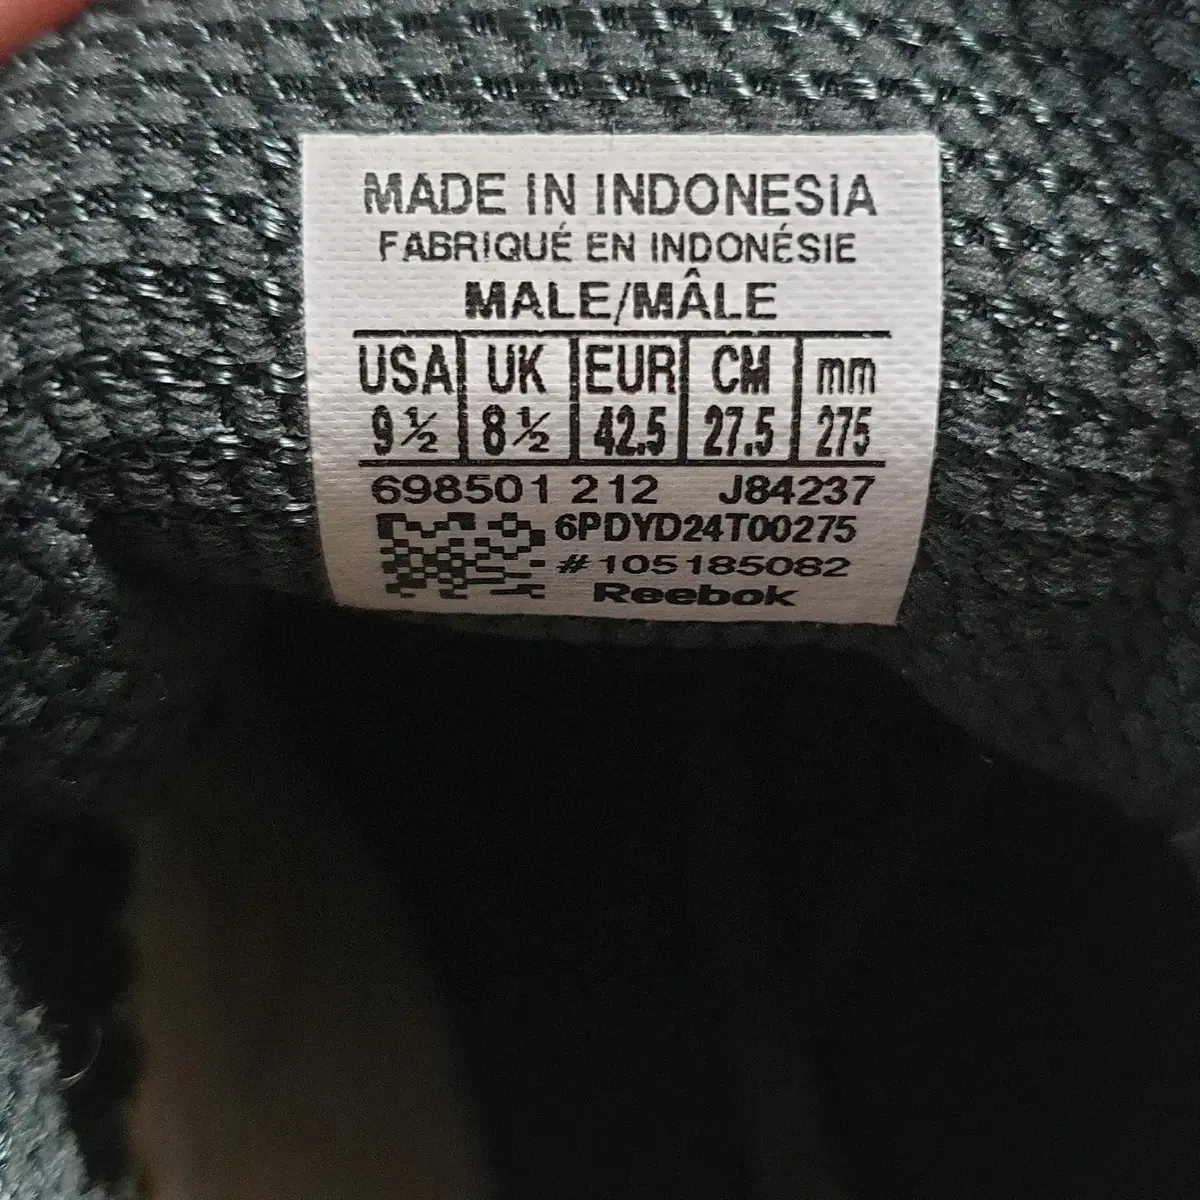 MADE IN INDONESIA
FABRIQUÉ EN INDONÉSIE
MALE/MÂLE
USA UK EUR CM mm
9½ 8½ 42.5 27.5 275
698501 212 J84237
6PDYD24T00275
#105185082
Reebok